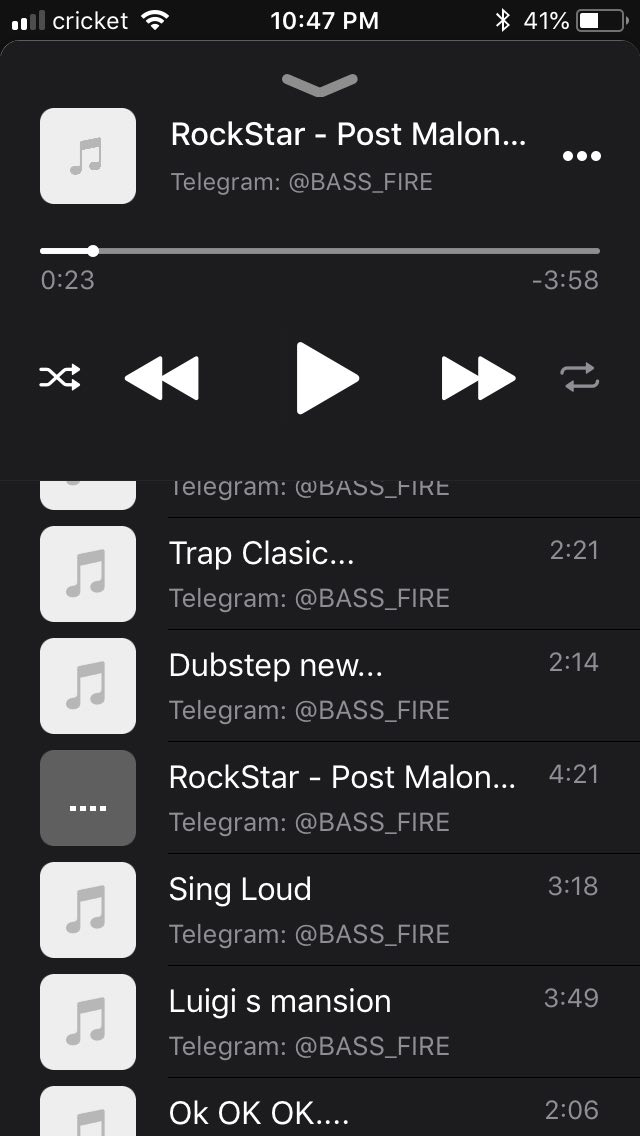 cricket 10:47 PM 41%
RockStar - Post Malon...
Telegram: @BASS_FIRE
0:23 -3:58
Telegram: @BASS_FIRE
Trap Clasic... 2:21
Telegram: @BASS_FIRE
Dubstep new... 2:14
Telegram: @BASS_FIRE
RockStar - Post Malon... 4:21
Telegram: @BASS_FIRE
Sing Loud 3:18
Telegram: @BASS_FIRE
Luigi s mansion 3:49
Telegram: @BASS_FIRE
Ok OK OK.... 2:06